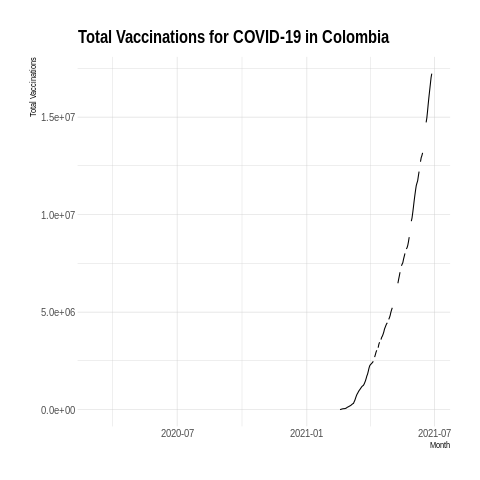 Total Vaccinations for COVID-19 in Colombia
Total Vaccinations
1.5e+07
1.0e+07
5.0e+06
0.0e+00
2020-07 2021-01 2021-07
Month